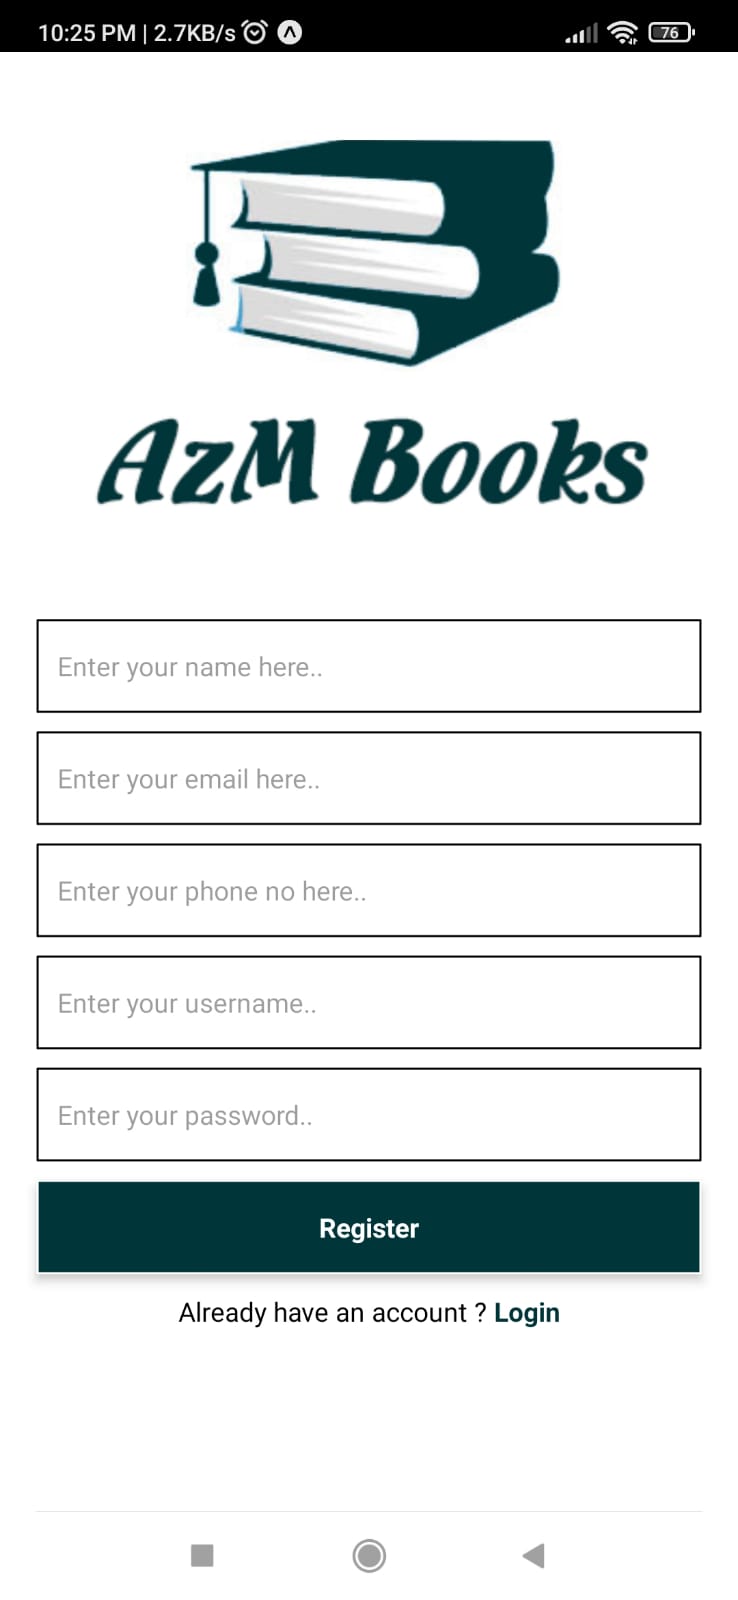 10:25 PM | 2.7KB/s 76
AzM Books
Enter your name here..
Enter your email here..
Enter your phone no here..
Enter your username..
Enter your password..
Register
Already have an account ? Login